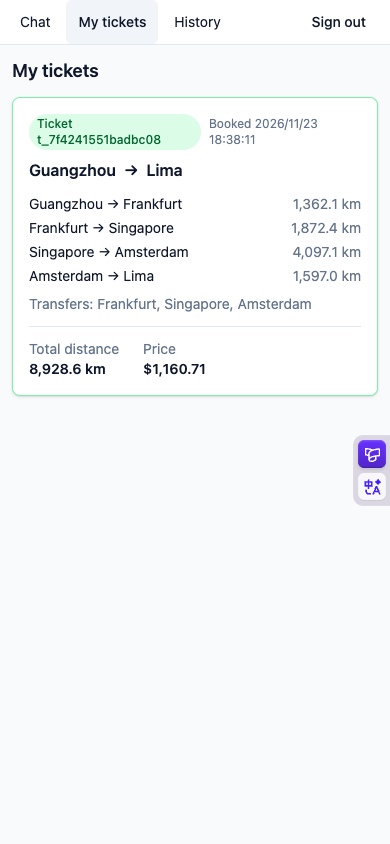 Chat My tickets History Sign out
My tickets
Ticket
t_7f4241551badbc08
Booked 2026/11/23
18:38:11
Guangzhou → Lima
Guangzhou → Frankfurt 1,362.1 km
Frankfurt → Singapore 1,872.4 km
Singapore → Amsterdam 4,097.1 km
Amsterdam → Lima 1,597.0 km
Transfers: Frankfurt, Singapore, Amsterdam
Total distance Price
8,928.6 km $1,160.71
中A